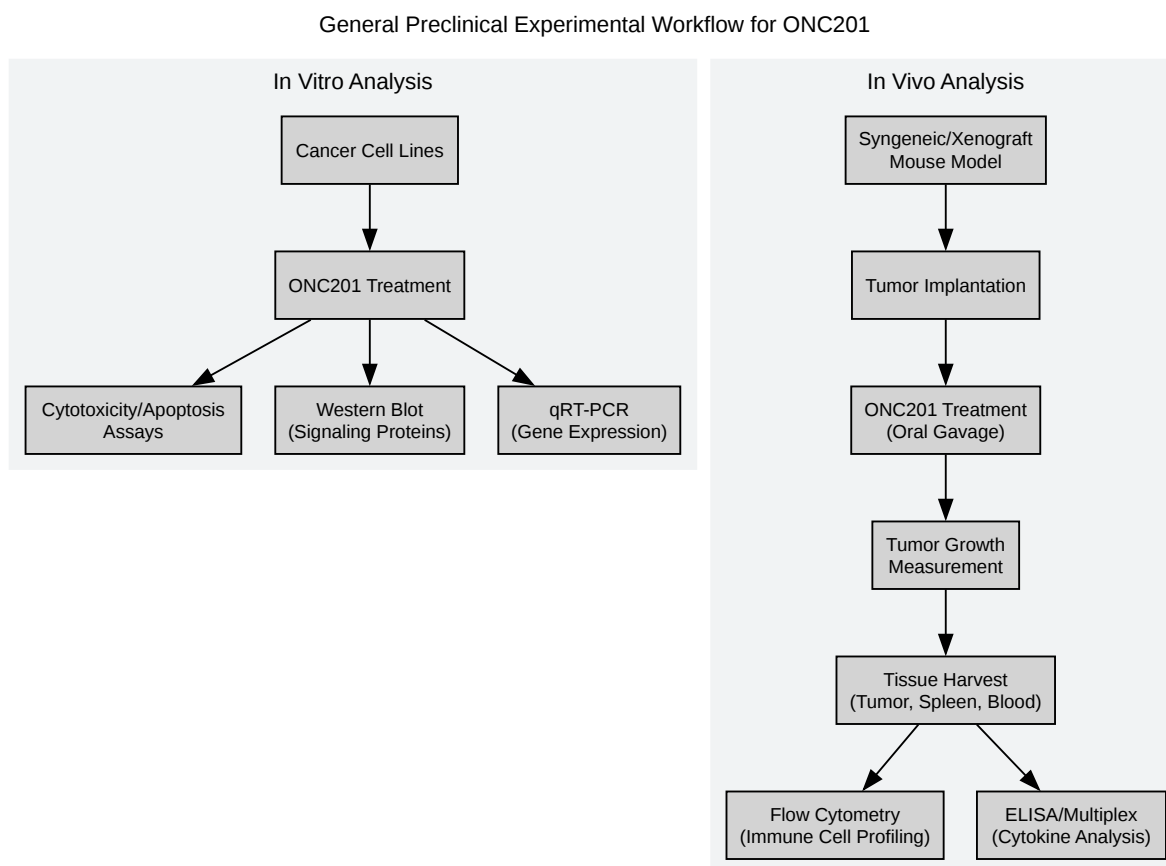 General Preclinical Experimental Workflow for ONC201
In Vitro Analysis
Cancer Cell Lines
ONC201 Treatment
Cytotoxicity/Apoptosis
Assays
Western Blot
(Signaling Proteins)
qRT-PCR
(Gene Expression)
In Vivo Analysis
Syngeneic/Xenograft
Mouse Model
Tumor Implantation
ONC201 Treatment
(Oral Gavage)
Tumor Growth
Measurement
Tissue Harvest
(Tumor, Spleen, Blood)
Flow Cytometry
(Immune Cell Profiling)
ELISA/Multiplex
(Cytokine Analysis)